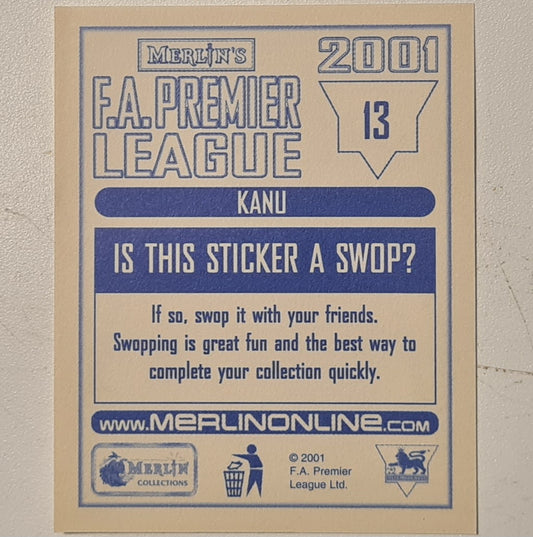 MERLIN'S
2001
F.A. PREMIER
LEAGUE
13
KANU
IS THIS STICKER A SWOP?
If so, swop it with your friends.
Swopping is great fun and the best way to
complete your collection quickly.
WWW.MERLINONLINE.COM
MERLIN
COLLECTIONS
© 2001
F.A. Premier
League Ltd.